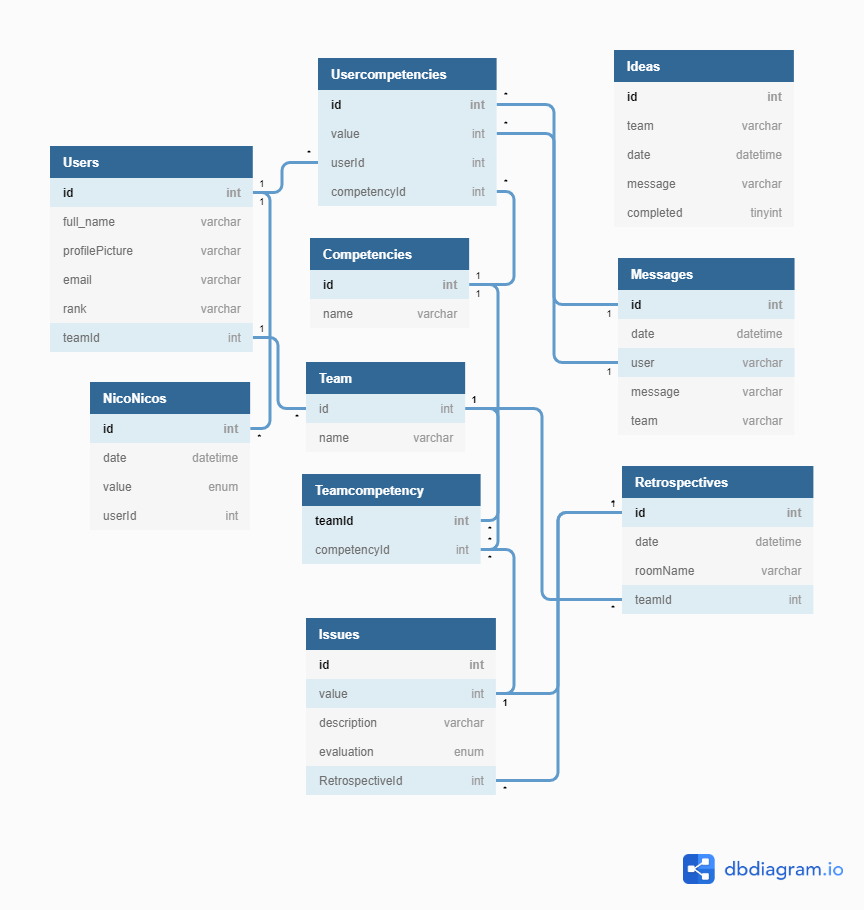 Users
id int
full_name varchar
profilePicture varchar
email varchar
rank varchar
teamId int
1
1
1
NicoNicos
id int
date datetime
value enum
userId int
*
Usercompetencies
id int
value int
userId int
competencyId int
*
*
*
*
Competencies
id int
name varchar
1
1
Team
id int
name varchar
*
1
Teamcompetency
teamId int
competencyId int
*
*
*
Issues
id int
value int
description varchar
evaluation enum
RetrospectiveId int
1
*
Ideas
id int
team varchar
date datetime
message varchar
completed tinyint
Messages
id int
date datetime
user varchar
message varchar
team varchar
1
1
Retrospectives
id int
date datetime
roomName varchar
teamId int
1
*
dbdiagram.io